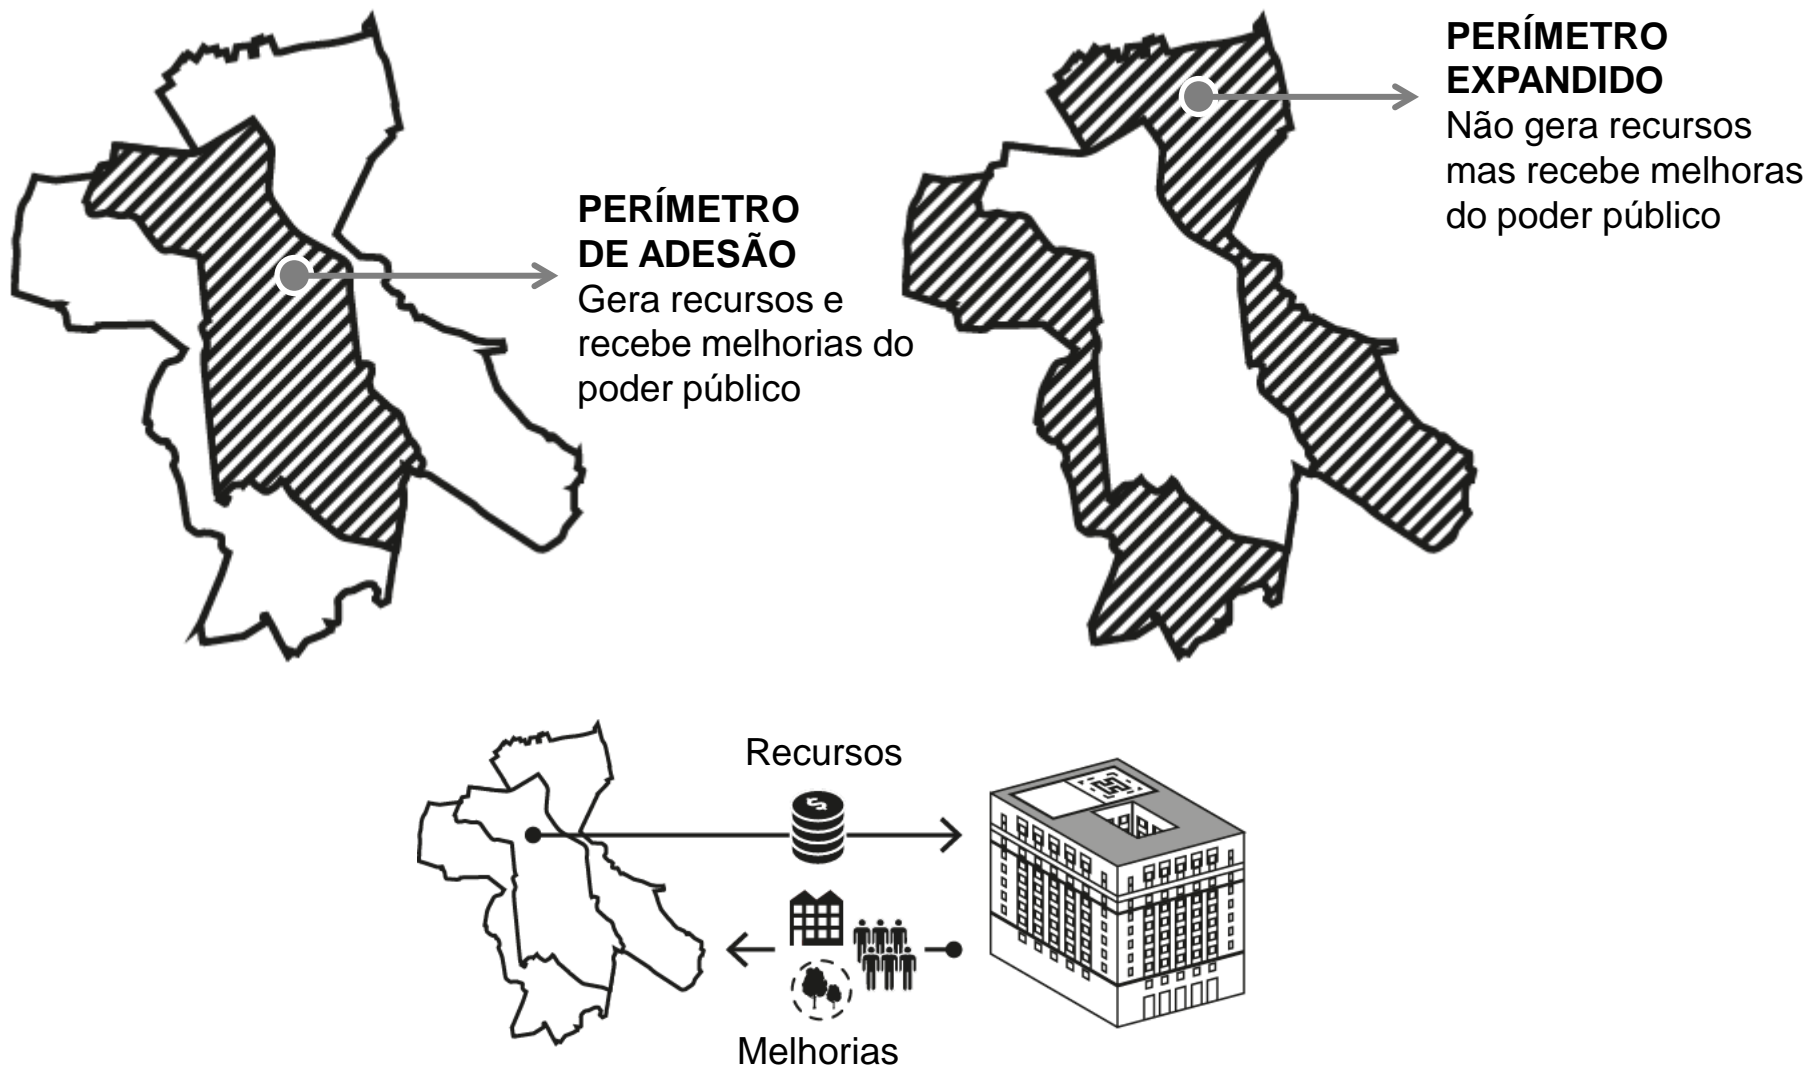 PERÍMETRO
DE ADESÃO
Gera recursos e
recebe melhorias do
poder público
PERÍMETRO
EXPANDIDO
Não gera recursos
mas recebe melhoras
do poder público
Recursos
$
Melhorias